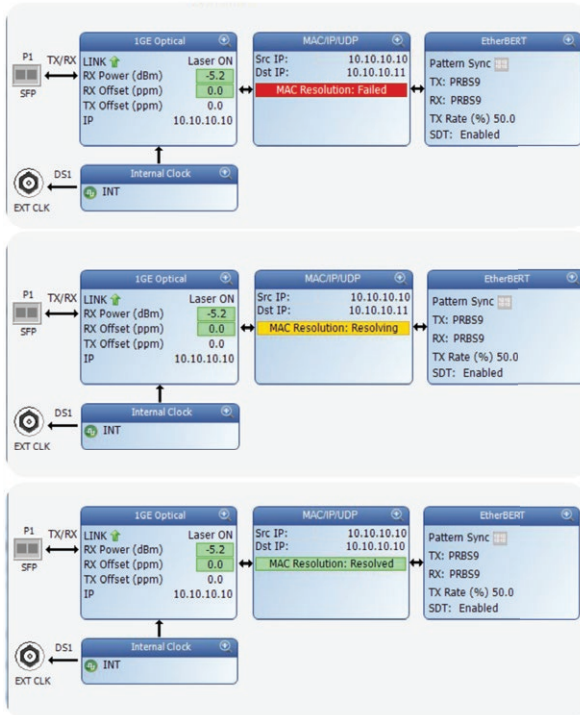 1GE Optical
MAC/IP/UDP
EtherBERT
P1
TX/RX
SFP
LINK
Laser ON
RX Power (dBm) -5.2
RX Offset (ppm) 0.0
TX Offset (ppm) 0.0
IP 10.10.10.10
Src IP: 10.10.10.10
Dst IP: 10.10.10.11
MAC Resolution: Failed
Pattern Sync
TX: PRBS9
RX: PRBS9
TX Rate (%) 50.0
SDT: Enabled
DS1
EXT CLK
Internal Clock
INT
1GE Optical
MAC/IP/UDP
EtherBERT
P1
TX/RX
SFP
LINK
Laser ON
RX Power (dBm) -5.2
RX Offset (ppm) 0.0
TX Offset (ppm) 0.0
IP 10.10.10.10
Src IP: 10.10.10.10
Dst IP: 10.10.10.11
MAC Resolution: Resolving
Pattern Sync
TX: PRBS9
RX: PRBS9
TX Rate (%) 50.0
SDT: Enabled
DS1
EXT CLK
Internal Clock
INT
1GE Optical
MAC/IP/UDP
EtherBERT
P1
TX/RX
SFP
LINK
Laser ON
RX Power (dBm) -5.2
RX Offset (ppm) 0.0
TX Offset (ppm) 0.0
IP 10.10.10.10
Src IP: 10.10.10.10
Dst IP: 10.10.10.10
MAC Resolution: Resolved
Pattern Sync
TX: PRBS9
RX: PRBS9
TX Rate (%) 50.0
SDT: Enabled
DS1
EXT CLK
Internal Clock
INT